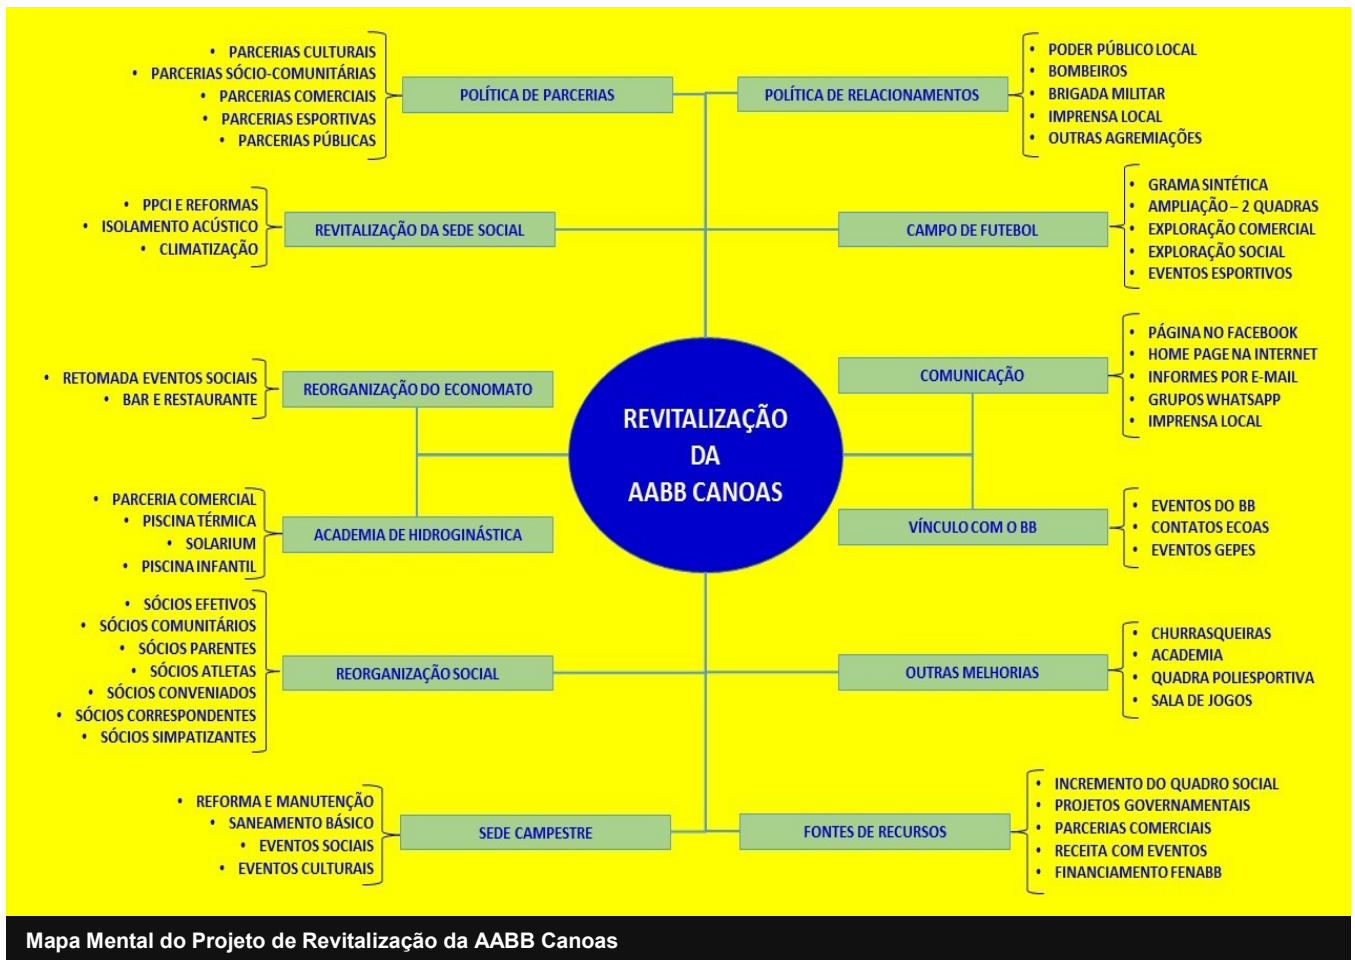 • PARCERIAS CULTURAIS
• PARCERIAS SÓCIO-COMUNITÁRIAS
• PARCERIAS COMERCIAIS
• PARCERIAS ESPORTIVAS
• PARCERIAS PÚBLICAS
POLÍTICA DE PARCERIAS
POLÍTICA DE RELACIONAMENTOS
• PODER PÚBLICO LOCAL
• BOMBEIROS
• BRIGADA MILITAR
• IMPRENSA LOCAL
• OUTRAS AGREMIAÇÕES
• PPCI E REFORMAS
• ISOLAMENTO ACÚSTICO
• CLIMATIZAÇÃO
REVITALIZAÇÃO DA SEDE SOCIAL
CAMPO DE FUTEBOL
• GRAMA SINTÉTICA
• AMPLIAÇÃO – 2 QUADRAS
• EXPLORAÇÃO COMERCIAL
• EXPLORAÇÃO SOCIAL
• EVENTOS ESPORTIVOS
• RETOMADA EVENTOS SOCIAIS
• BAR E RESTAURANTE
REORGANIZAÇÃO DO ECONOMATO
COMUNICAÇÃO
• PÁGINA NO FACEBOOK
• HOME PAGE NA INTERNET
• INFORMES POR E-MAIL
• GRUPOS WHATSAPP
• IMPRENSA LOCAL
REVITALIZAÇÃO
DA
AABB CANOAS
• PARCERIA COMERCIAL
• PISCINA TÉRMICA
• SOLARIUM
• PISCINA INFANTIL
ACADEMIA DE HIDROGINÁSTICA
VÍNCULO COM O BB
• EVENTOS DO BB
• CONTATOS ECOAS
• EVENTOS GEPES
• SÓCIOS EFETIVOS
• SÓCIOS COMUNITÁRIOS
• SÓCIOS PARENTES
• SÓCIOS ATLETAS
• SÓCIOS CONVENIADOS
• SÓCIOS CORRESPONDENTES
• SÓCIOS SIMPATIZANTES
REORGANIZAÇÃO SOCIAL
OUTRAS MELHORIAS
• CHURRASQUEIRAS
• ACADEMIA
• QUADRA POLIESPORTIVA
• SALA DE JOGOS
• REFORMA E MANUTENÇÃO
• SANEAMENTO BÁSICO
• EVENTOS SOCIAIS
• EVENTOS CULTURAIS
SEDE CAMPESTRE
FONTES DE RECURSOS
• INCREMENTO DO QUADRO SOCIAL
• PROJETOS GOVERNAMENTAIS
• PARCERIAS COMERCIAIS
• RECEITA COM EVENTOS
• FINANCIAMENTO FENABB
Mapa Mental do Projeto de Revitalização da AABB Canoas